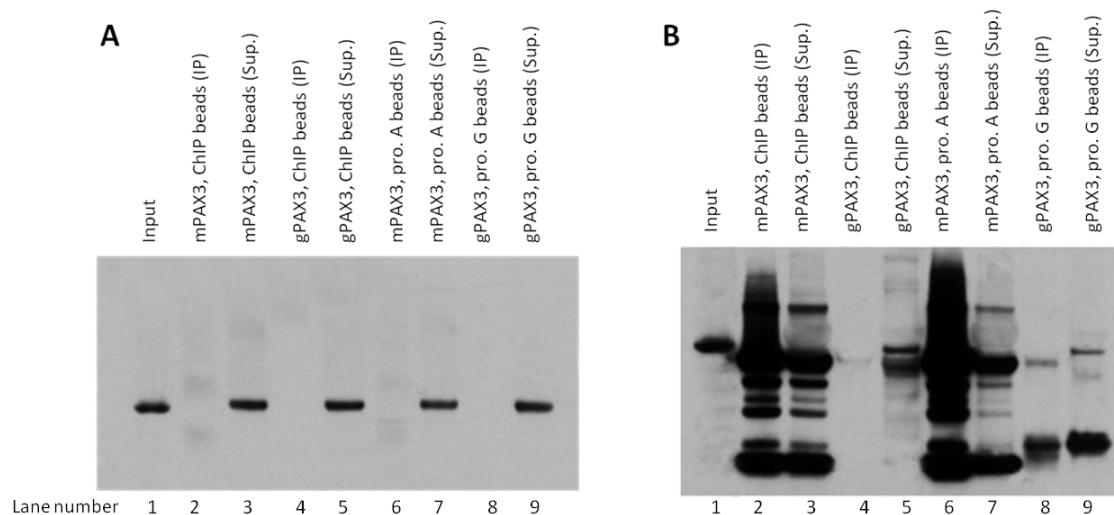 A
Input
mPAX3, ChIP beads (IP)
mPAX3, ChIP beads (Sup.)
gPAX3, ChIP beads (IP)
gPAX3, ChIP beads (Sup.)
mPAX3, pro. A beads (IP)
mPAX3, pro. A beads (Sup.)
gPAX3, pro. G beads (IP)
gPAX3, pro. G beads (Sup.)
B
Input
mPAX3, ChIP beads (IP)
mPAX3, ChIP beads (Sup.)
gPAX3, ChIP beads (IP)
gPAX3, ChIP beads (Sup.)
mPAX3, pro. A beads (IP)
mPAX3, pro. A beads (Sup.)
gPAX3, pro. G beads (IP)
gPAX3, pro. G beads (Sup.)
Lane number 1 2 3 4 5 6 7 8 9
1 2 3 4 5 6 7 8 9